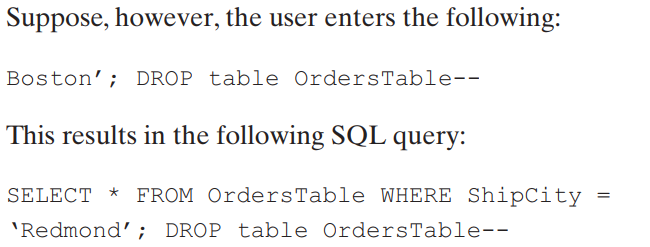 Suppose, however, the user enters the following:
Boston′; DROP table OrdersTable--
This results in the following SQL query:
SELECT * FROM OrdersTable WHERE ShipCity =
‵Redmond′; DROP table OrdersTable--